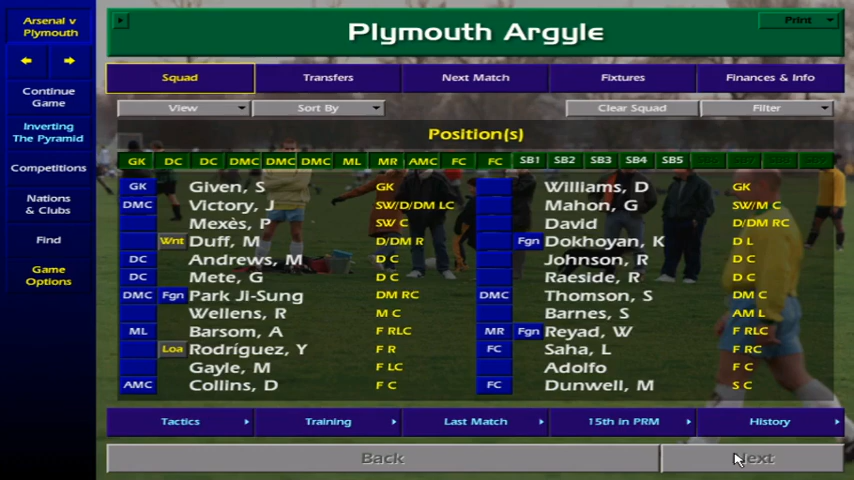 Arsenal v
Plymouth
Plymouth Argyle
Print
Squad
Transfers
Next Match
Fixtures
Finances & Info
Continue
Game
Inverting
The Pyramid
Competitions
Nations
& Clubs
Find
Game
Options
View
Sort By
Clear Squad
Filter
Position(s)
GK DC DC DMC DMC DMC ML MR AMC FC FC SB1 SB2 SB3 SB4 SB5
GK Given, S GK
Williams, D GK
DMC Victory, J SW/D/DM LC
Mahon, G SW/M C
Mexès, P SW C
David D/DM RC
Wnt Duff, M D/DM R
Fgn Dokhoyan, K D L
DC Andrews, M D C
Johnson, R D C
DC Mete, G D C
Raeside, R D C
DMC Fgn Park Ji-Sung DM RC
DMC Thomson, S DM C
Wellens, R M C
Barnes, S AM L
ML Barsom, A F RLC
MR Fgn Reyad, W F RLC
Loa Rodríguez, Y F R
FC Saha, L F RC
Gayle, M F LC
Adolfo F C
AMC Collins, D F C
FC Dunwell, M S C
Tactics
Training
Last Match
15th in PRM
History
Back
Next